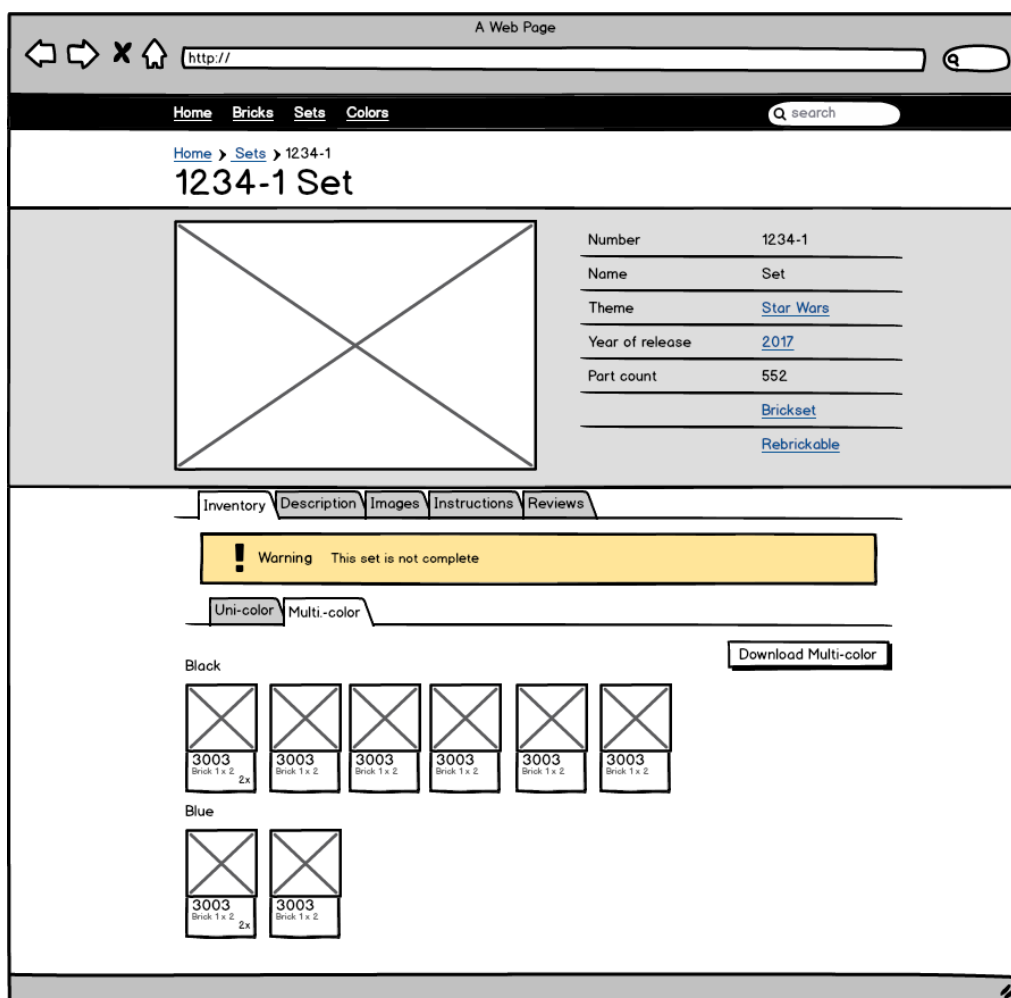 A Web Page
http://
Home Bricks Sets Colors search
Home Sets 1234-1
1234-1 Set
Number 1234-1
Name Set
Theme Star Wars
Year of release 2017
Part count 552
Brickset
Rebrickable
Inventory Description Images Instructions Reviews
! Warning This set is not complete
Uni-color Multi.-color
Download Multi-color
Black
3003 3003 3003 3003 3003 3003
Brick 1 x 2 Brick 1 x 2 Brick 1 x 2 Brick 1 x 2 Brick 1 x 2 Brick 1 x 2
2x
Blue
3003 3003
Brick 1 x 2 Brick 1 x 2
2x